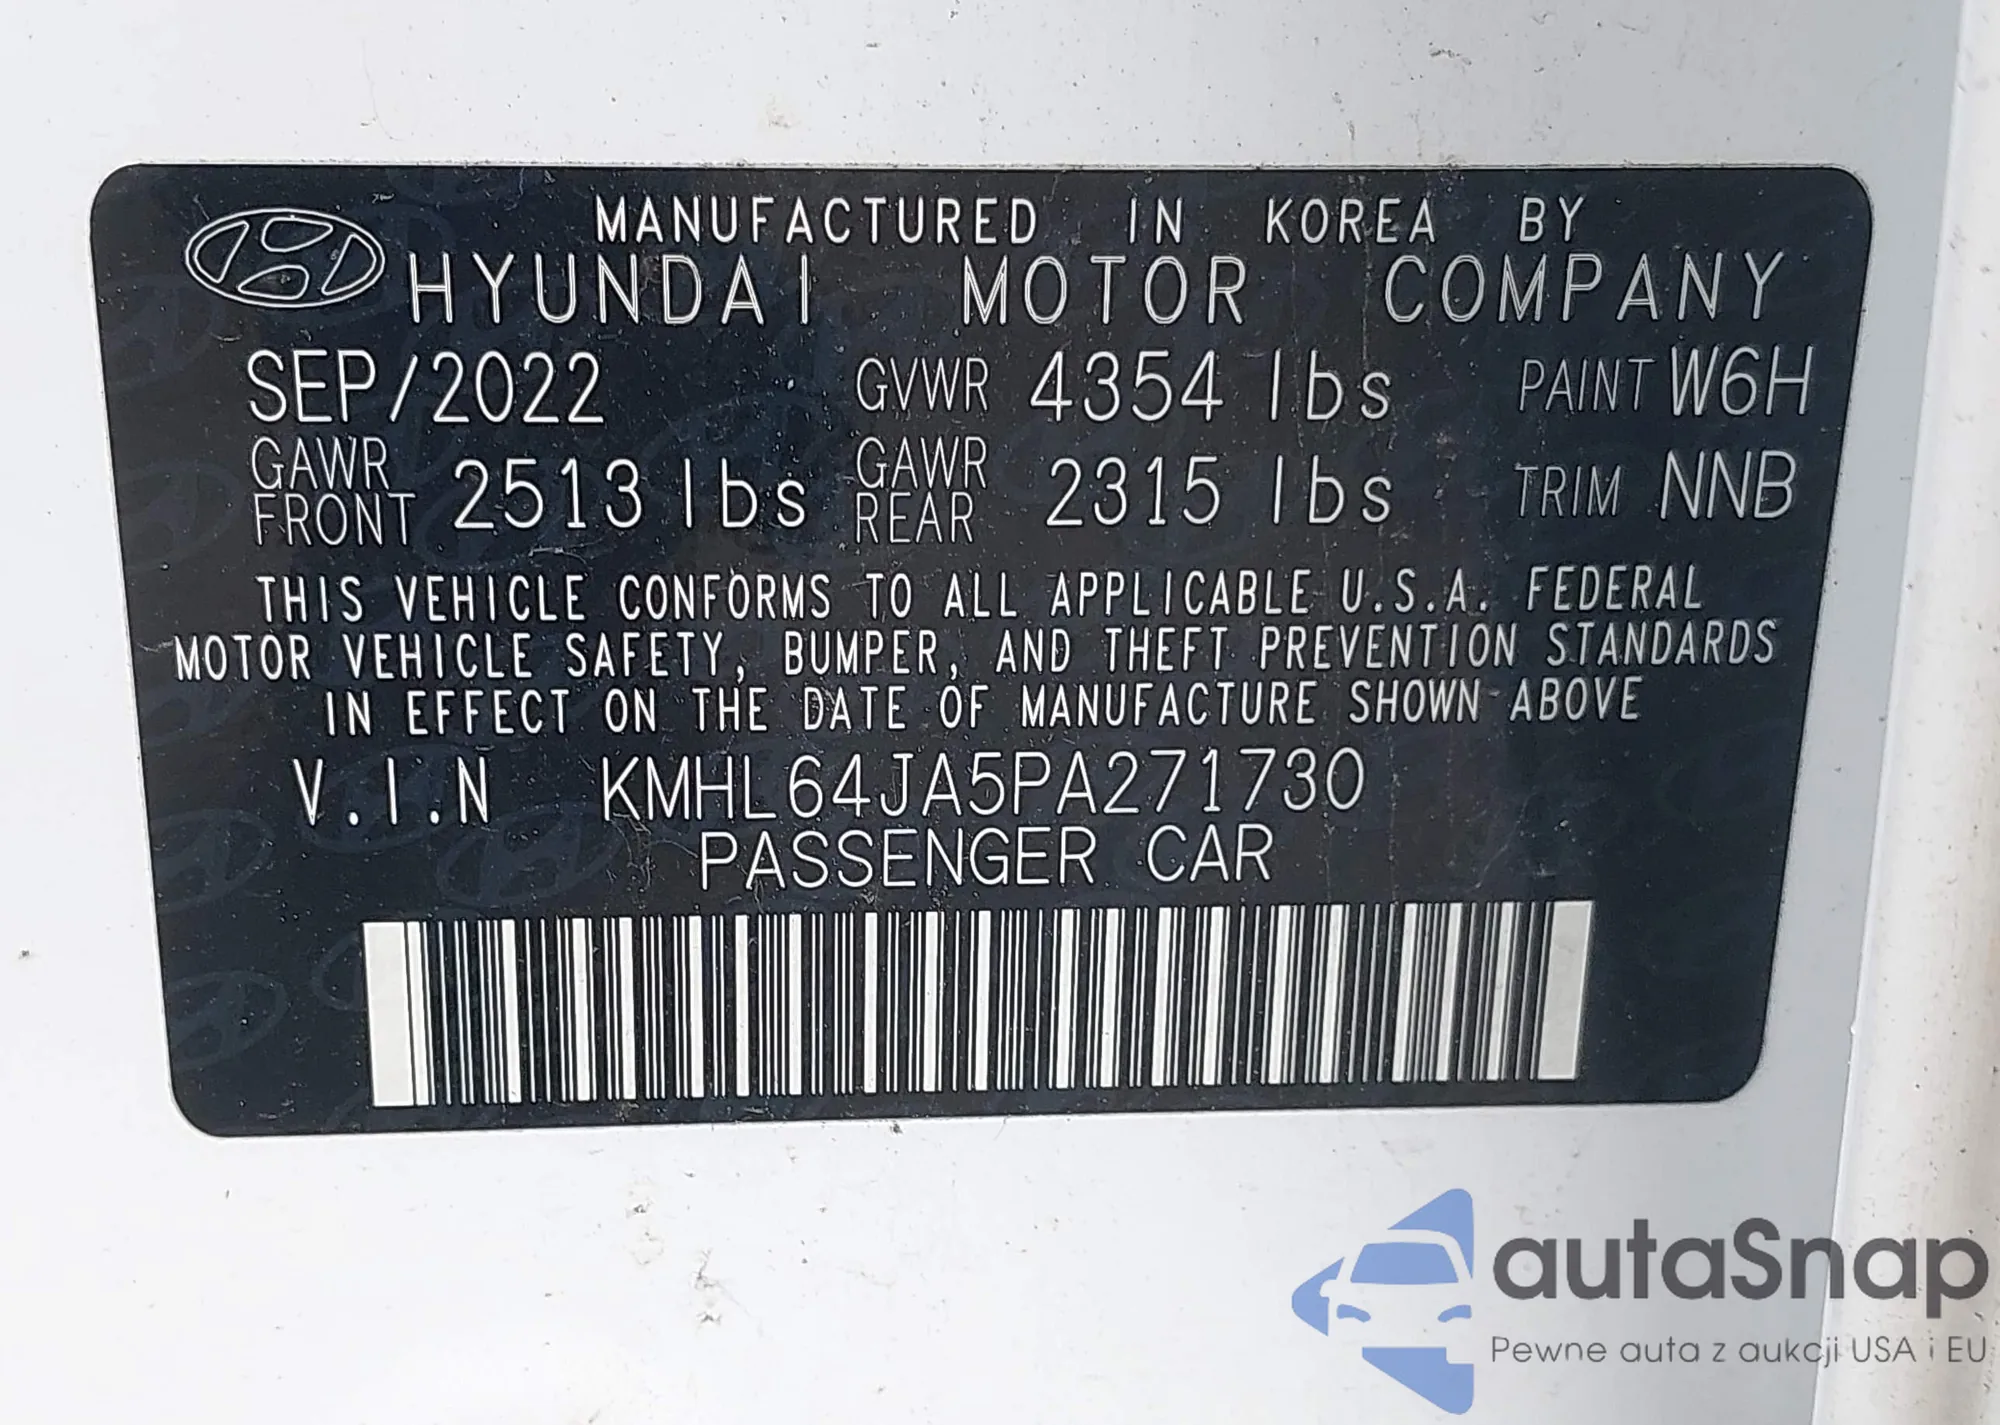 MANUFACTURED IN KOREA BY
HYUNDAI MOTOR COMPANY
SEP/2022 GVWR 4354 lbs PAINT W6H
GAWR FRONT 2513 lbs GAWR REAR 2315 lbs TRIM NNB
THIS VEHICLE CONFORMS TO ALL APPLICABLE U.S.A. FEDERAL
MOTOR VEHICLE SAFETY, BUMPER, AND THEFT PREVENTION STANDARDS
IN EFFECT ON THE DATE OF MANUFACTURE SHOWN ABOVE
V.I.N KMHL64JA5PA271730
PASSENGER CAR
autaSnap
Pewne auta z aukcji USA i EU